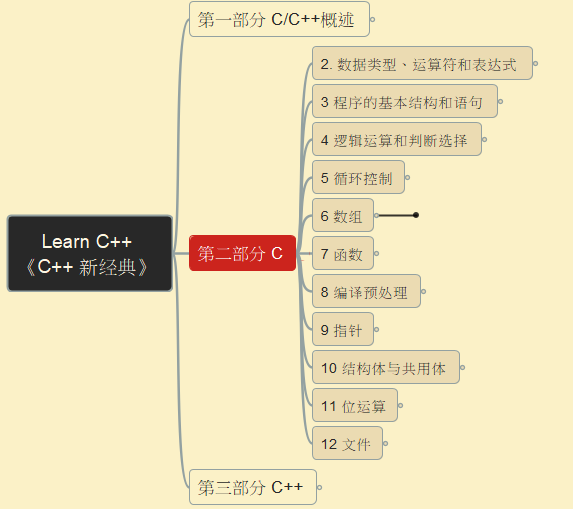 第一部分 C/C++概述
2. 数据类型、运算符和表达式
3 程序的基本结构和语句
4 逻辑运算和判断选择
5 循环控制
6 数组
Learn C++
《C++ 新经典》
第二部分 C
7 函数
8 编译预处理
9 指针
10 结构体与共用体
11 位运算
12 文件
第三部分 C++